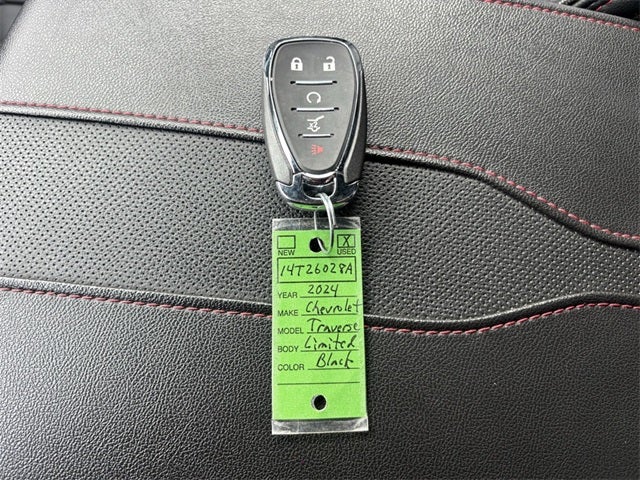 X
NEW USED
14T26028A
YEAR 2024
MAKE Chevrolet
MODEL Traverse
BODY Limited
COLOR Black